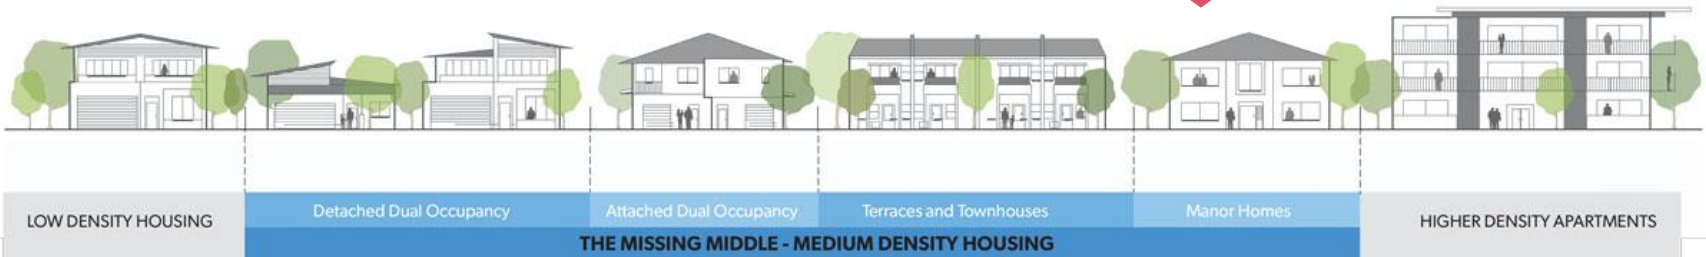 LOW DENSITY HOUSING
Detached Dual Occupancy
Attached Dual Occupancy
Terraces and Townhouses
Manor Homes
HIGHER DENSITY APARTMENTS
THE MISSING MIDDLE - MEDIUM DENSITY HOUSING